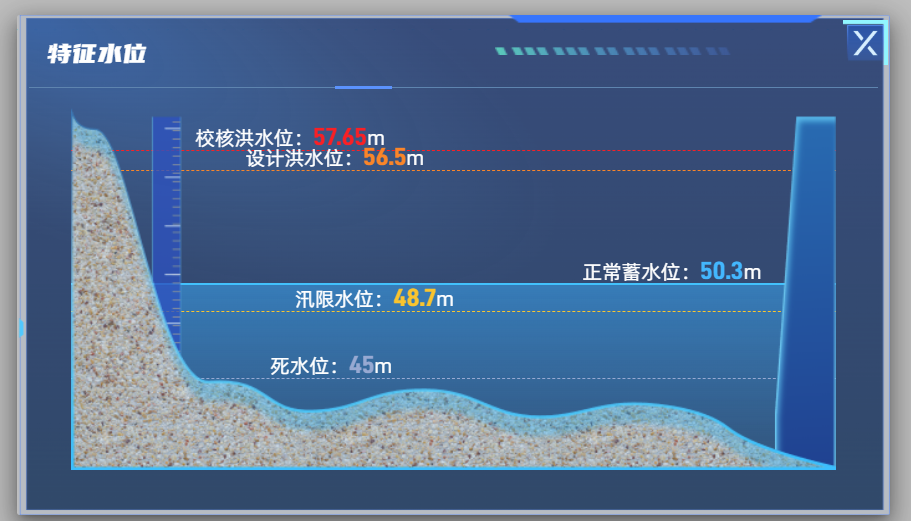 特征水位
X
校核洪水位：57.65m
设计洪水位：56.5m
正常蓄水位：50.3m
汛限水位：48.7m
死水位：45m